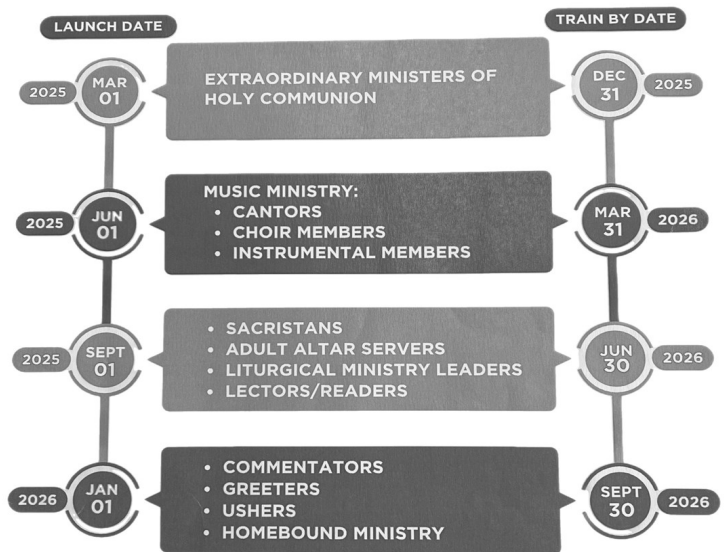 LAUNCH DATE
TRAIN BY DATE
2025
MAR
01
EXTRAORDINARY MINISTERS OF
HOLY COMMUNION
DEC
31
2025
2025
JUN
01
MUSIC MINISTRY:
• CANTORS
• CHOIR MEMBERS
• INSTRUMENTAL MEMBERS
MAR
31
2026
2025
SEPT
01
• SACRISTANS
• ADULT ALTAR SERVERS
• LITURGICAL MINISTRY LEADERS
• LECTORS/READERS
JUN
30
2026
2026
JAN
01
• COMMENTATORS
• GREETERS
• USHERS
• HOMEBOUND MINISTRY
SEPT
30
2026